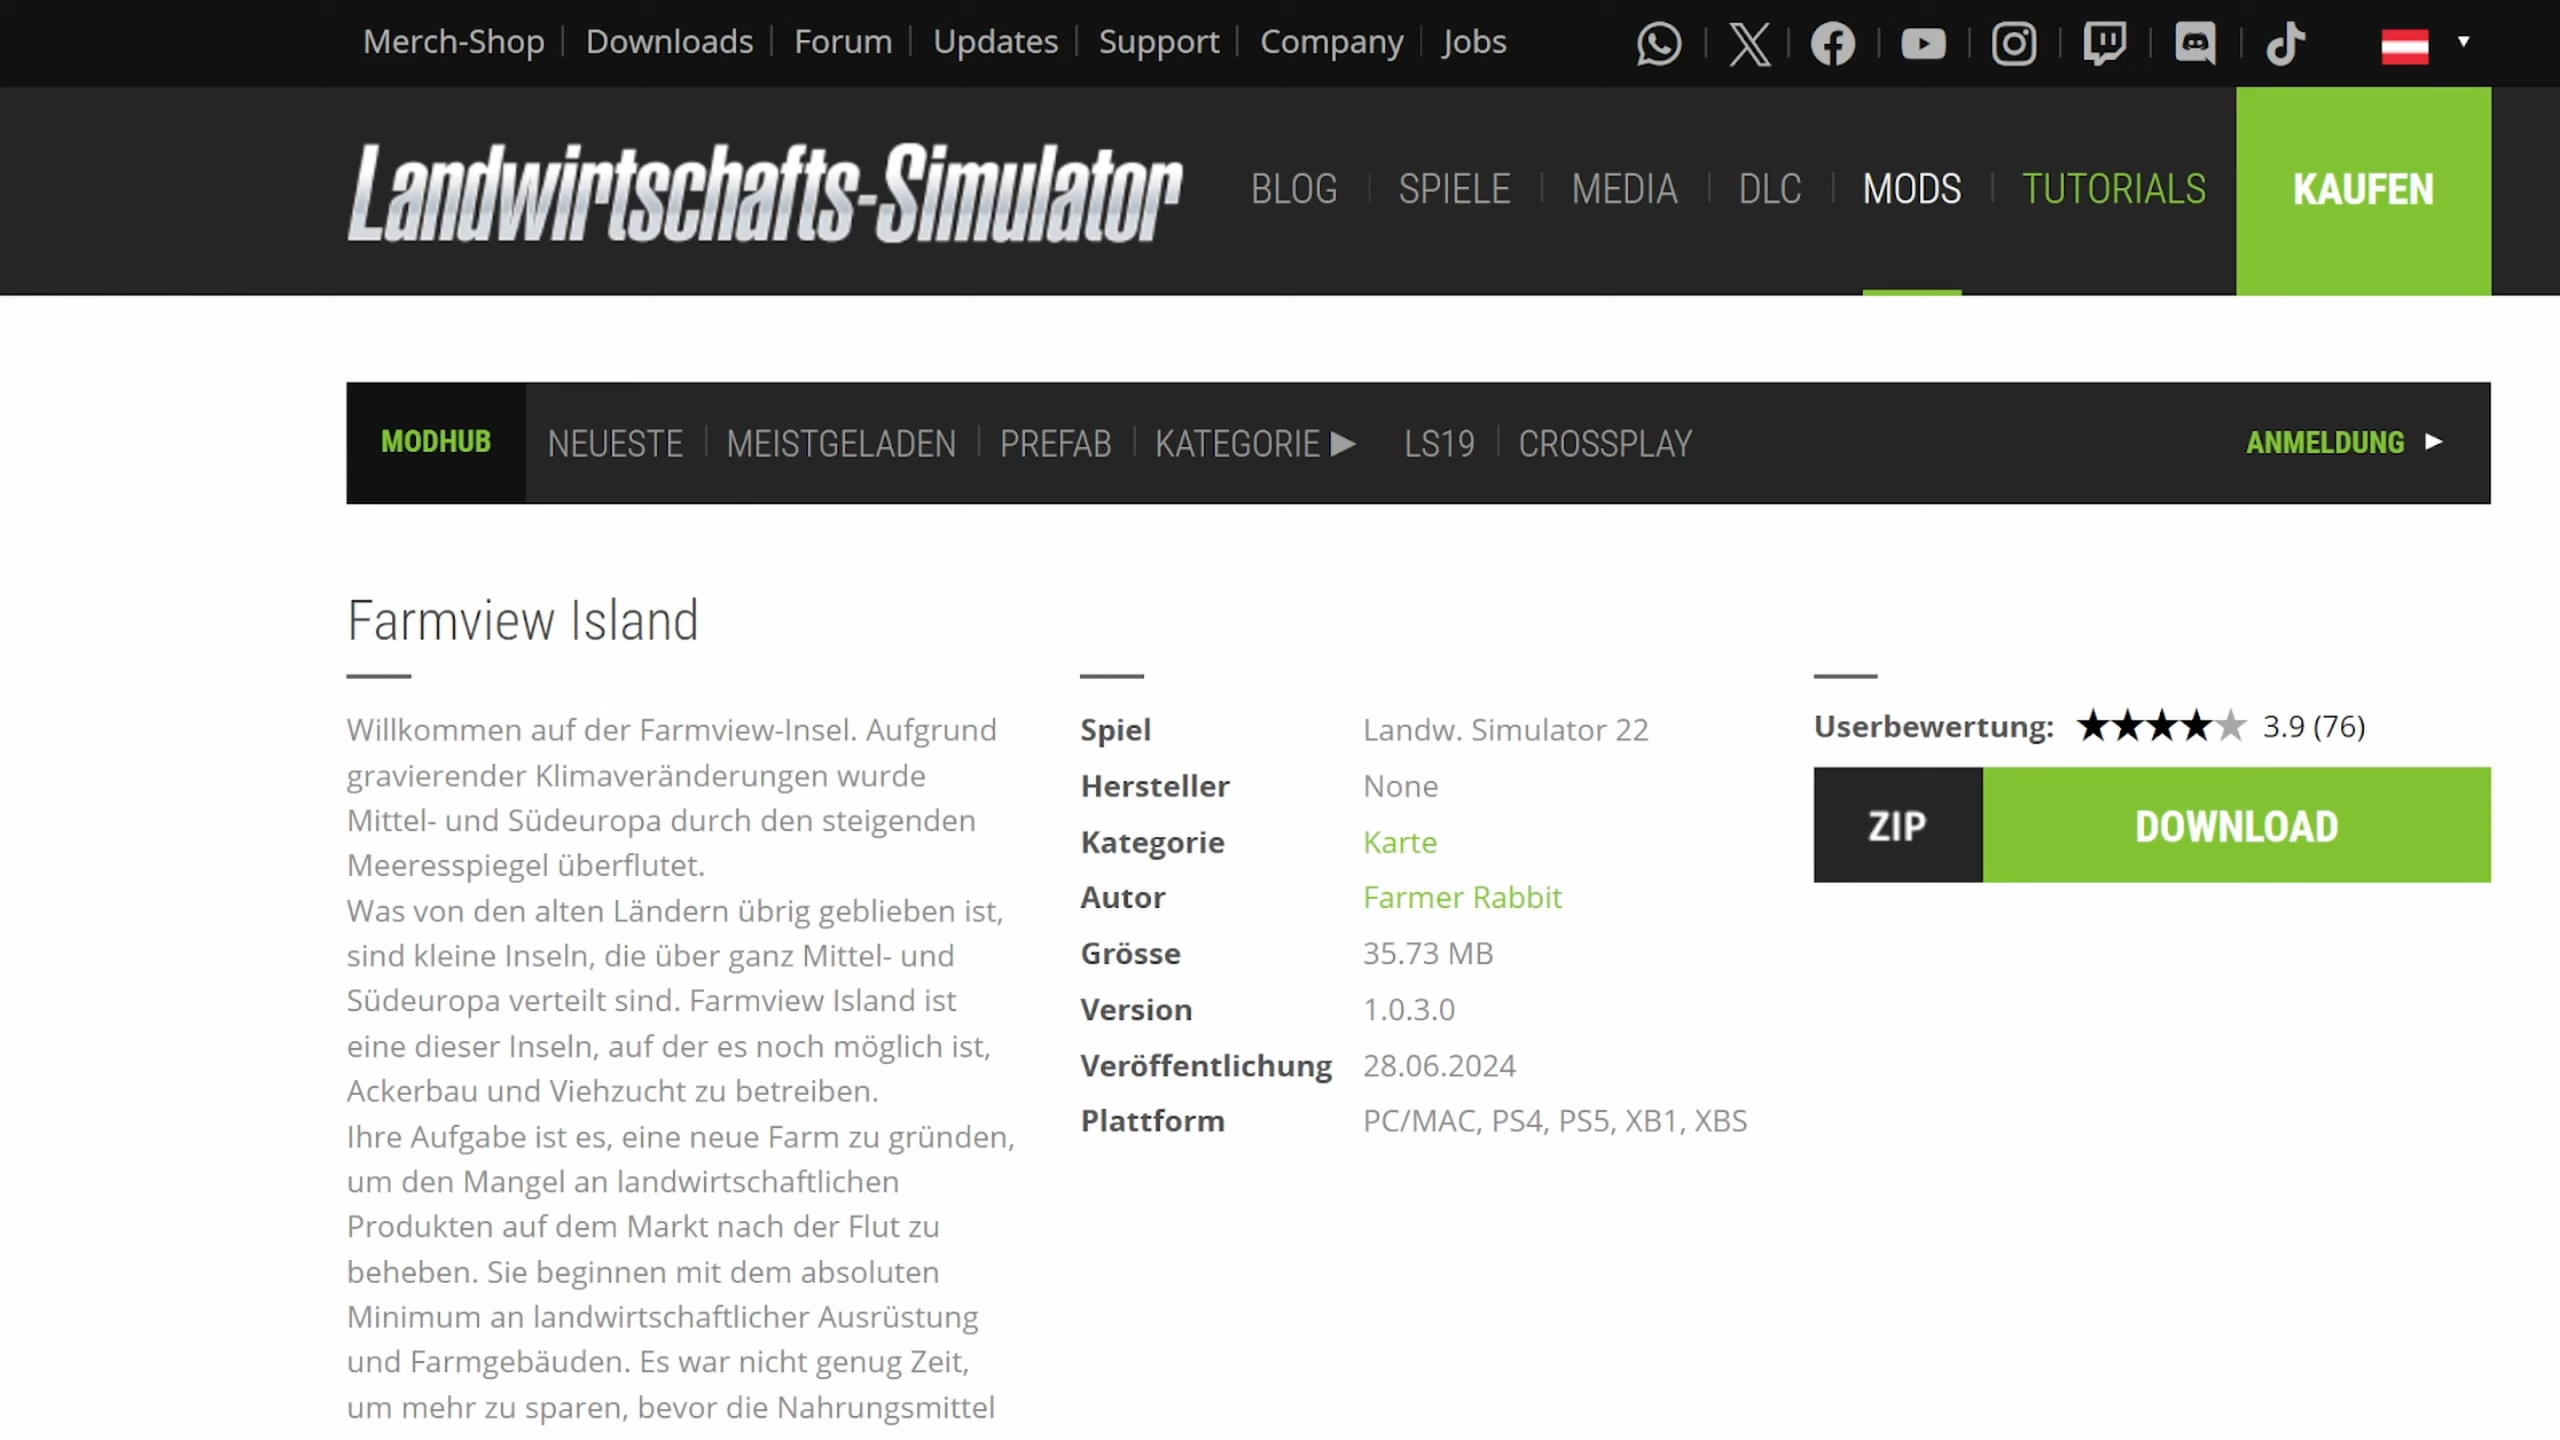 Merch-Shop Downloads Forum Updates Support Company Jobs
Landwirtschafts-Simulator
BLOG SPIELE MEDIA DLC MODS TUTORIALS KAUFEN
MODHUB NEUESTE MEISTGELADEN PREFAB KATEGORIE LS19 CROSSPLAY ANMELDUNG
Farmview Island
Willkommen auf der Farmview-Insel. Aufgrund
gravierender Klimaveränderungen wurde
Mittel- und Südeuropa durch den steigenden
Meeresspiegel überflutet.
Was von den alten Ländern übrig geblieben ist,
sind kleine Inseln, die über ganz Mittel- und
Südeuropa verteilt sind. Farmview Island ist
eine dieser Inseln, auf der es noch möglich ist,
Ackerbau und Viehzucht zu betreiben.
Ihre Aufgabe ist es, eine neue Farm zu gründen,
um den Mangel an landwirtschaftlichen
Produkten auf dem Markt nach der Flut zu
beheben. Sie beginnen mit dem absoluten
Minimum an landwirtschaftlicher Ausrüstung
und Farmgebäuden. Es war nicht genug Zeit,
um mehr zu sparen, bevor die Nahrungsmittel
Spiel Landw. Simulator 22
Hersteller None
Kategorie Karte
Autor Farmer Rabbit
Grösse 35.73 MB
Version 1.0.3.0
Veröffentlichung 28.06.2024
Plattform PC/MAC, PS4, PS5, XB1, XBS
Userbewertung: 3.9 (76)
ZIP DOWNLOAD